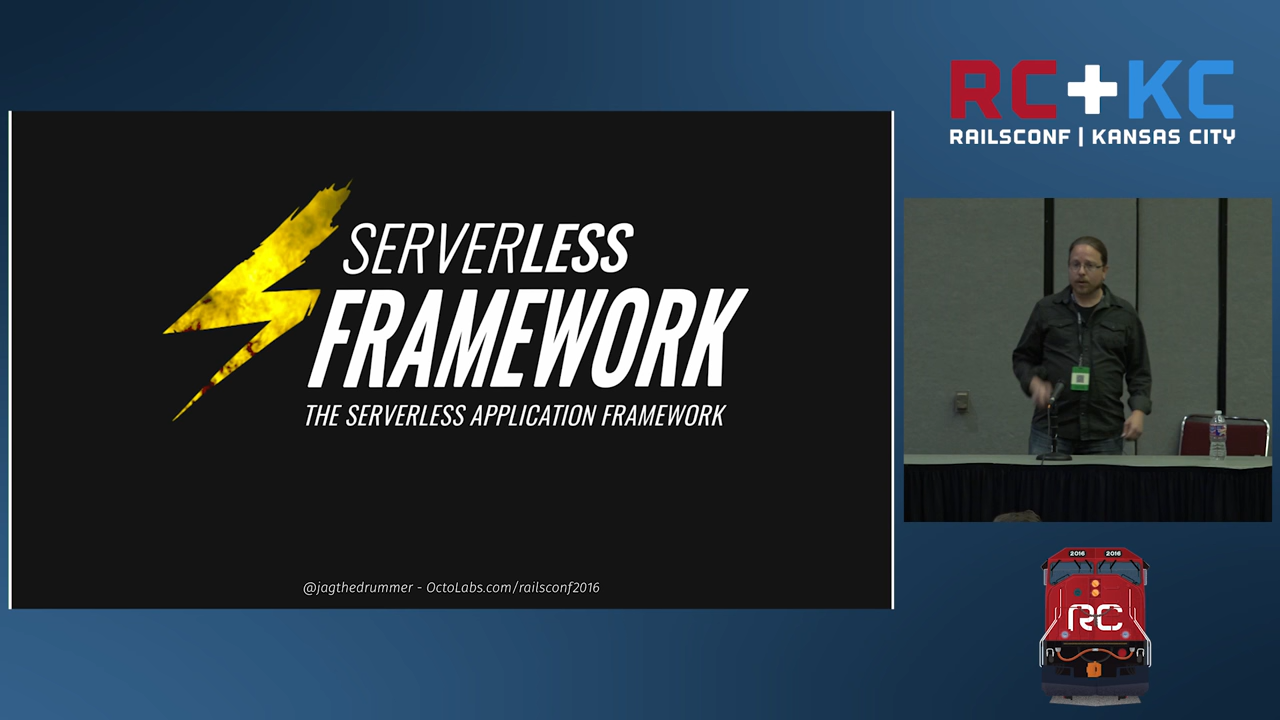 SERVERLESS
FRAMEWORK
THE SERVERLESS APPLICATION FRAMEWORK
@jagthedrummer - OctoLabs.com/railsconf2016
RC+KC
RAILSCONF | KANSAS CITY
2016 2016
RC